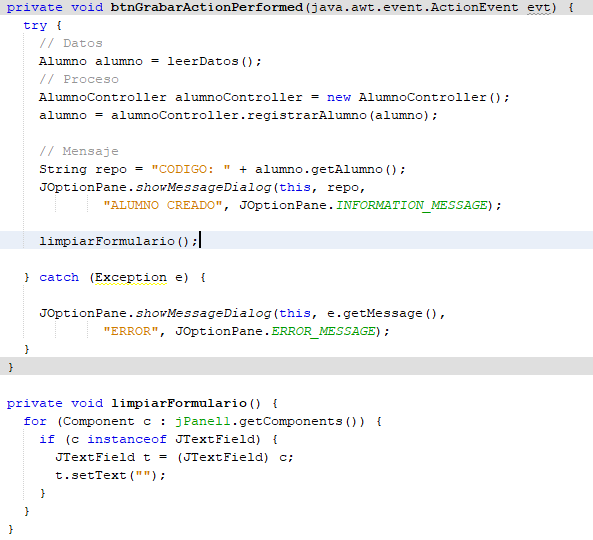 private void btnGrabarActionPerformed(java.awt.event.ActionEvent evt) {
  try {
    // Datos
    Alumno alumno = leerDatos();
    // Proceso
    AlumnoController alumnoController = new AlumnoController();
    alumno = alumnoController.registrarAlumno(alumno);

    // Mensaje
    String repo = "CODIGO: " + alumno.getAlumno();
    JOptionPane.showMessageDialog(this, repo,
            "ALUMNO CREADO", JOptionPane.INFORMATION_MESSAGE);

    limpiarFormulario();

  } catch (Exception e) {

    JOptionPane.showMessageDialog(this, e.getMessage(),
            "ERROR", JOptionPane.ERROR_MESSAGE);
  }
}

private void limpiarFormulario() {
  for (Component c : jPanel1.getComponents()) {
    if (c instanceof JTextField) {
      JTextField t = (JTextField) c;
      t.setText("");
    }
  }
}